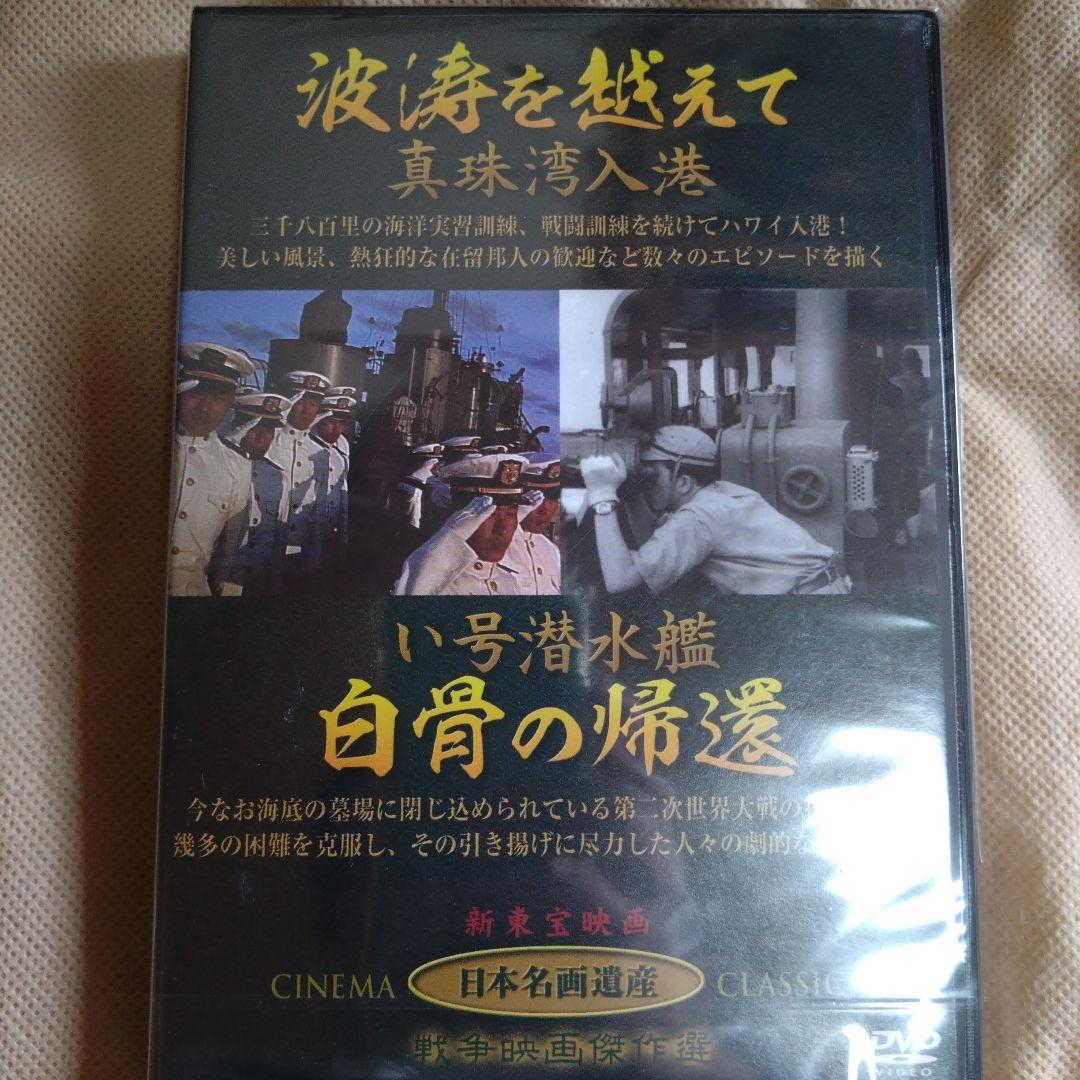 波涛を越えて
真珠湾入港
三千八百里の海洋実習訓練、戦闘訓練を続けてハワイ入港！
美しい風景、熱狂的な在留邦人の歓迎など数々のエピソードを描く
い号潜水艦
白骨の帰還
今なお海底の墓場に閉じ込められている第二次世界大戦の
幾多の困難を克服し、その引き揚げに尽力した人々の劇的な
新東宝映画
CINEMA 日本名画遺産 CLASSIC
戦争映画傑作選
DVD
VIDEO